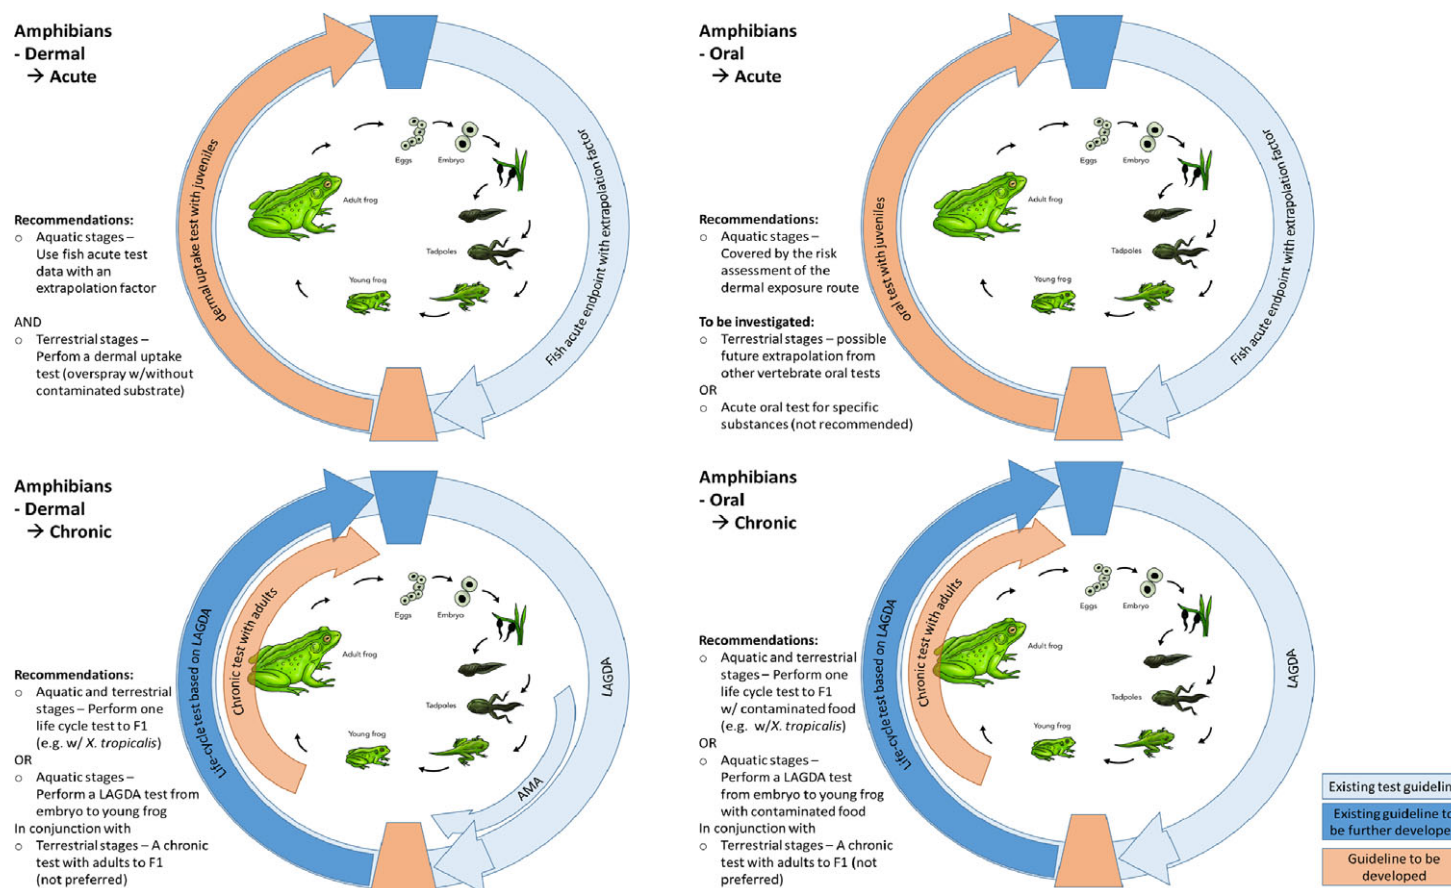 Amphibians
- Dermal
→ Acute
Recommendations:
○ Aquatic stages –
Use fish acute test
data with an
extrapolation factor
AND
○ Terrestrial stages –
Perfom a dermal uptake
test (overspray w/without
contaminated substrate)
dermal uptake test with juveniles
Fish acute endpoint with extrapolation factor
Eggs
Embryo
Adult frog
Tadpoles
Young frog
Amphibians
- Oral
→ Acute
Recommendations:
○ Aquatic stages –
Covered by the risk
assessment of the
dermal exposure route
To be investigated:
○ Terrestrial stages – possible
future extrapolation from
other vertebrate oral tests
OR
○ Acute oral test for specific
substances (not recommended)
oral test with juveniles
Fish acute endpoint with extrapolation factor
Eggs
Embryo
Adult frog
Tadpoles
Young frog
Amphibians
- Dermal
→ Chronic
Recommendations:
○ Aquatic and terrestrial
stages – Perform one
life cycle test to F1
(e.g. w/ X. tropicalis)
OR
○ Aquatic stages –
Perform a LAGDA test from
embryo to young frog
In conjunction with
○ Terrestrial stages – A chronic
test with adults to F1
(not preferred)
Life-cycle test based on LAGDA
Chronic test with adults
LAGDA
AMA
Eggs
Embryo
Adult frog
Tadpoles
Young frog
Amphibians
- Oral
→ Chronic
Recommendations:
○ Aquatic and terrestrial
stages – Perform one
life cycle test to F1
w/ contaminated food
(e.g. w/X. tropicalis)
OR
○ Aquatic stages –
Perform a LAGDA test
from embryo to young frog
with contaminated food
In conjunction with
○ Terrestrial stages – A chronic
test with adults to F1 (not
preferred)
Life-cycle test based on LAGDA
Chronic test with adults
LAGDA
Eggs
Embryo
Adult frog
Tadpoles
Young frog
Existing test guidelin
Existing guideline to
be further develope
Guideline to be
developed